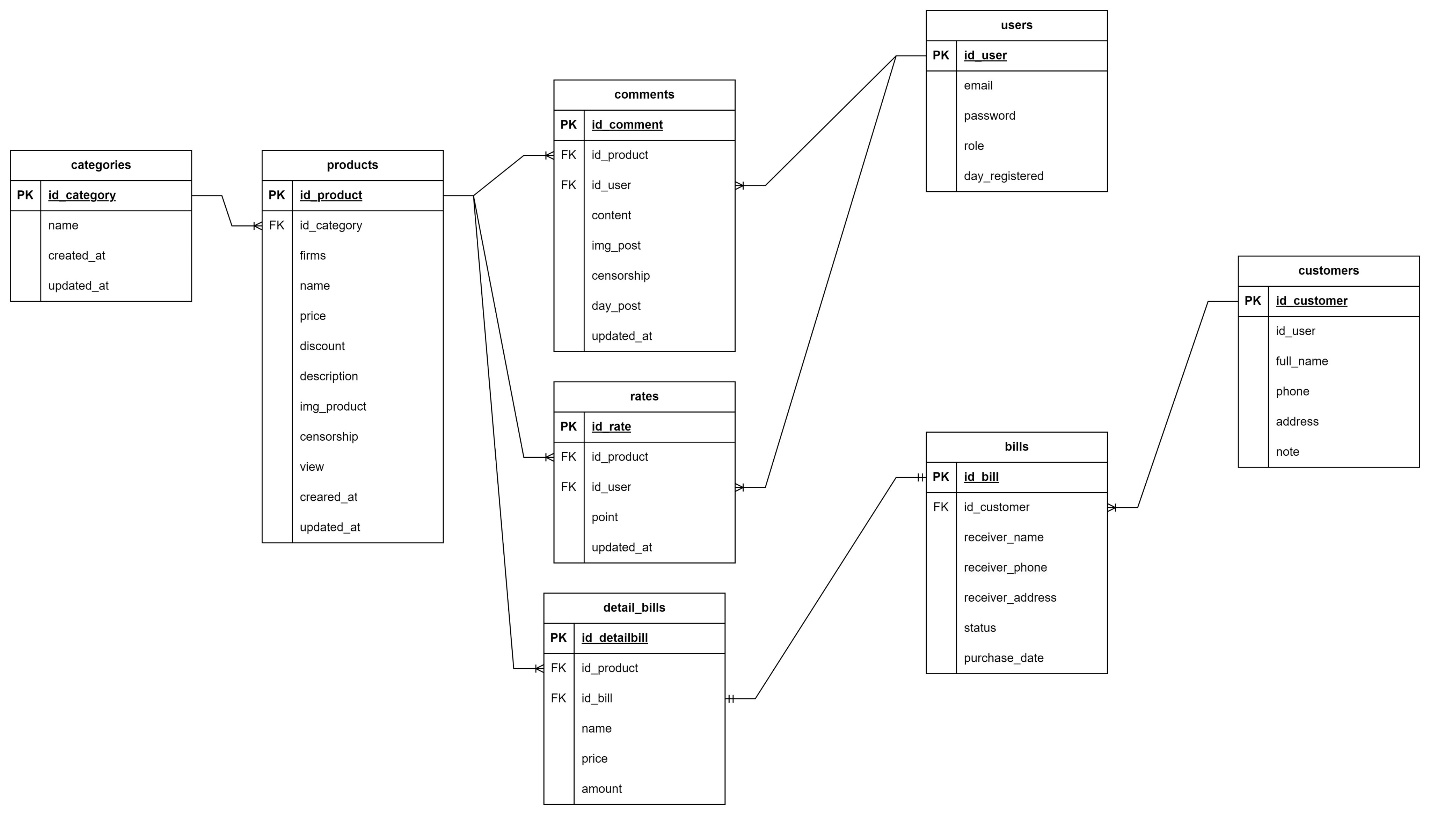 categories
PK id_category
name
created_at
updated_at
products
PK id_product
FK id_category
firms
name
price
discount
description
img_product
censorship
view
creared_at
updated_at
comments
PK id_comment
FK id_product
FK id_user
content
img_post
censorship
day_post
updated_at
rates
PK id_rate
FK id_product
FK id_user
point
updated_at
detail_bills
PK id_detailbill
FK id_product
FK id_bill
name
price
amount
users
PK id_user
email
password
role
day_registered
bills
PK id_bill
FK id_customer
receiver_name
receiver_phone
receiver_address
status
purchase_date
customers
PK id_customer
id_user
full_name
phone
address
note